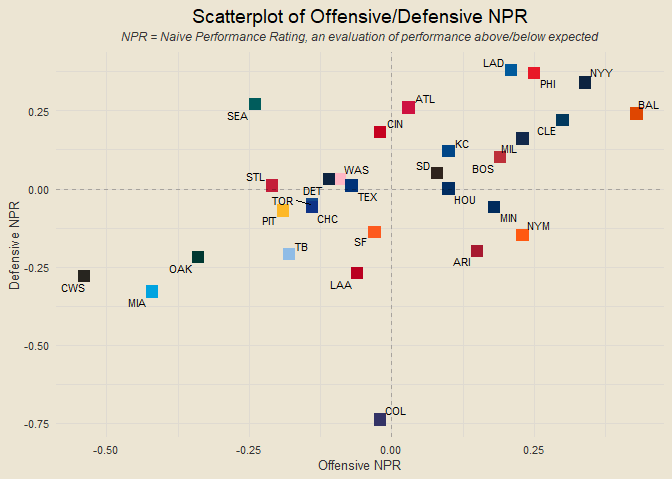 Scatterplot of Offensive/Defensive NPR
NPR = Naive Performance Rating, an evaluation of performance above/below expected
LAD
PHI
NYY
SEA
ATL
BAL
0.25
CIN
CLE
KC
MIL
BOS
STL
WAS
SD
DET
0.00
TOR
TEX
HOU
PIT
CHC
MIN
NYM
SF
TB
ARI
OAK
-0.25
LAA
CWS
MIA
-0.50
COL
-0.75
Defensive NPR
-0.50
-0.25
0.00
0.25
Offensive NPR